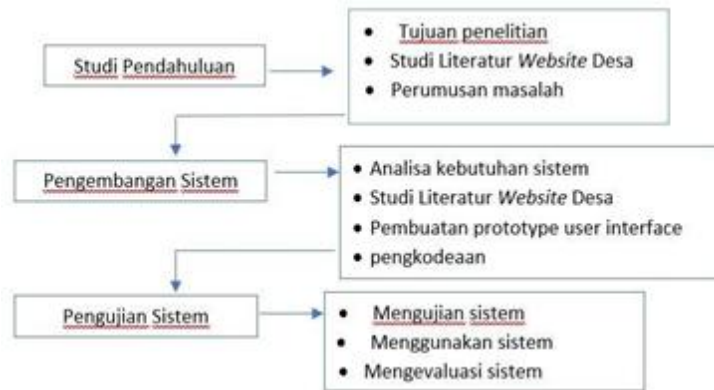 Studi Pendahuluan
• Tujuan penelitian
• Studi Literatur Website Desa
• Perumusan masalah
Pengembangan Sistem
• Analisa kebutuhan sistem
• Studi Literatur Website Desa
• Pembuatan prototype user interface
• pengkodeaan
Pengujian Sistem
• Mengujian sistem
• Menggunakan sistem
• Mengevaluasi sistem